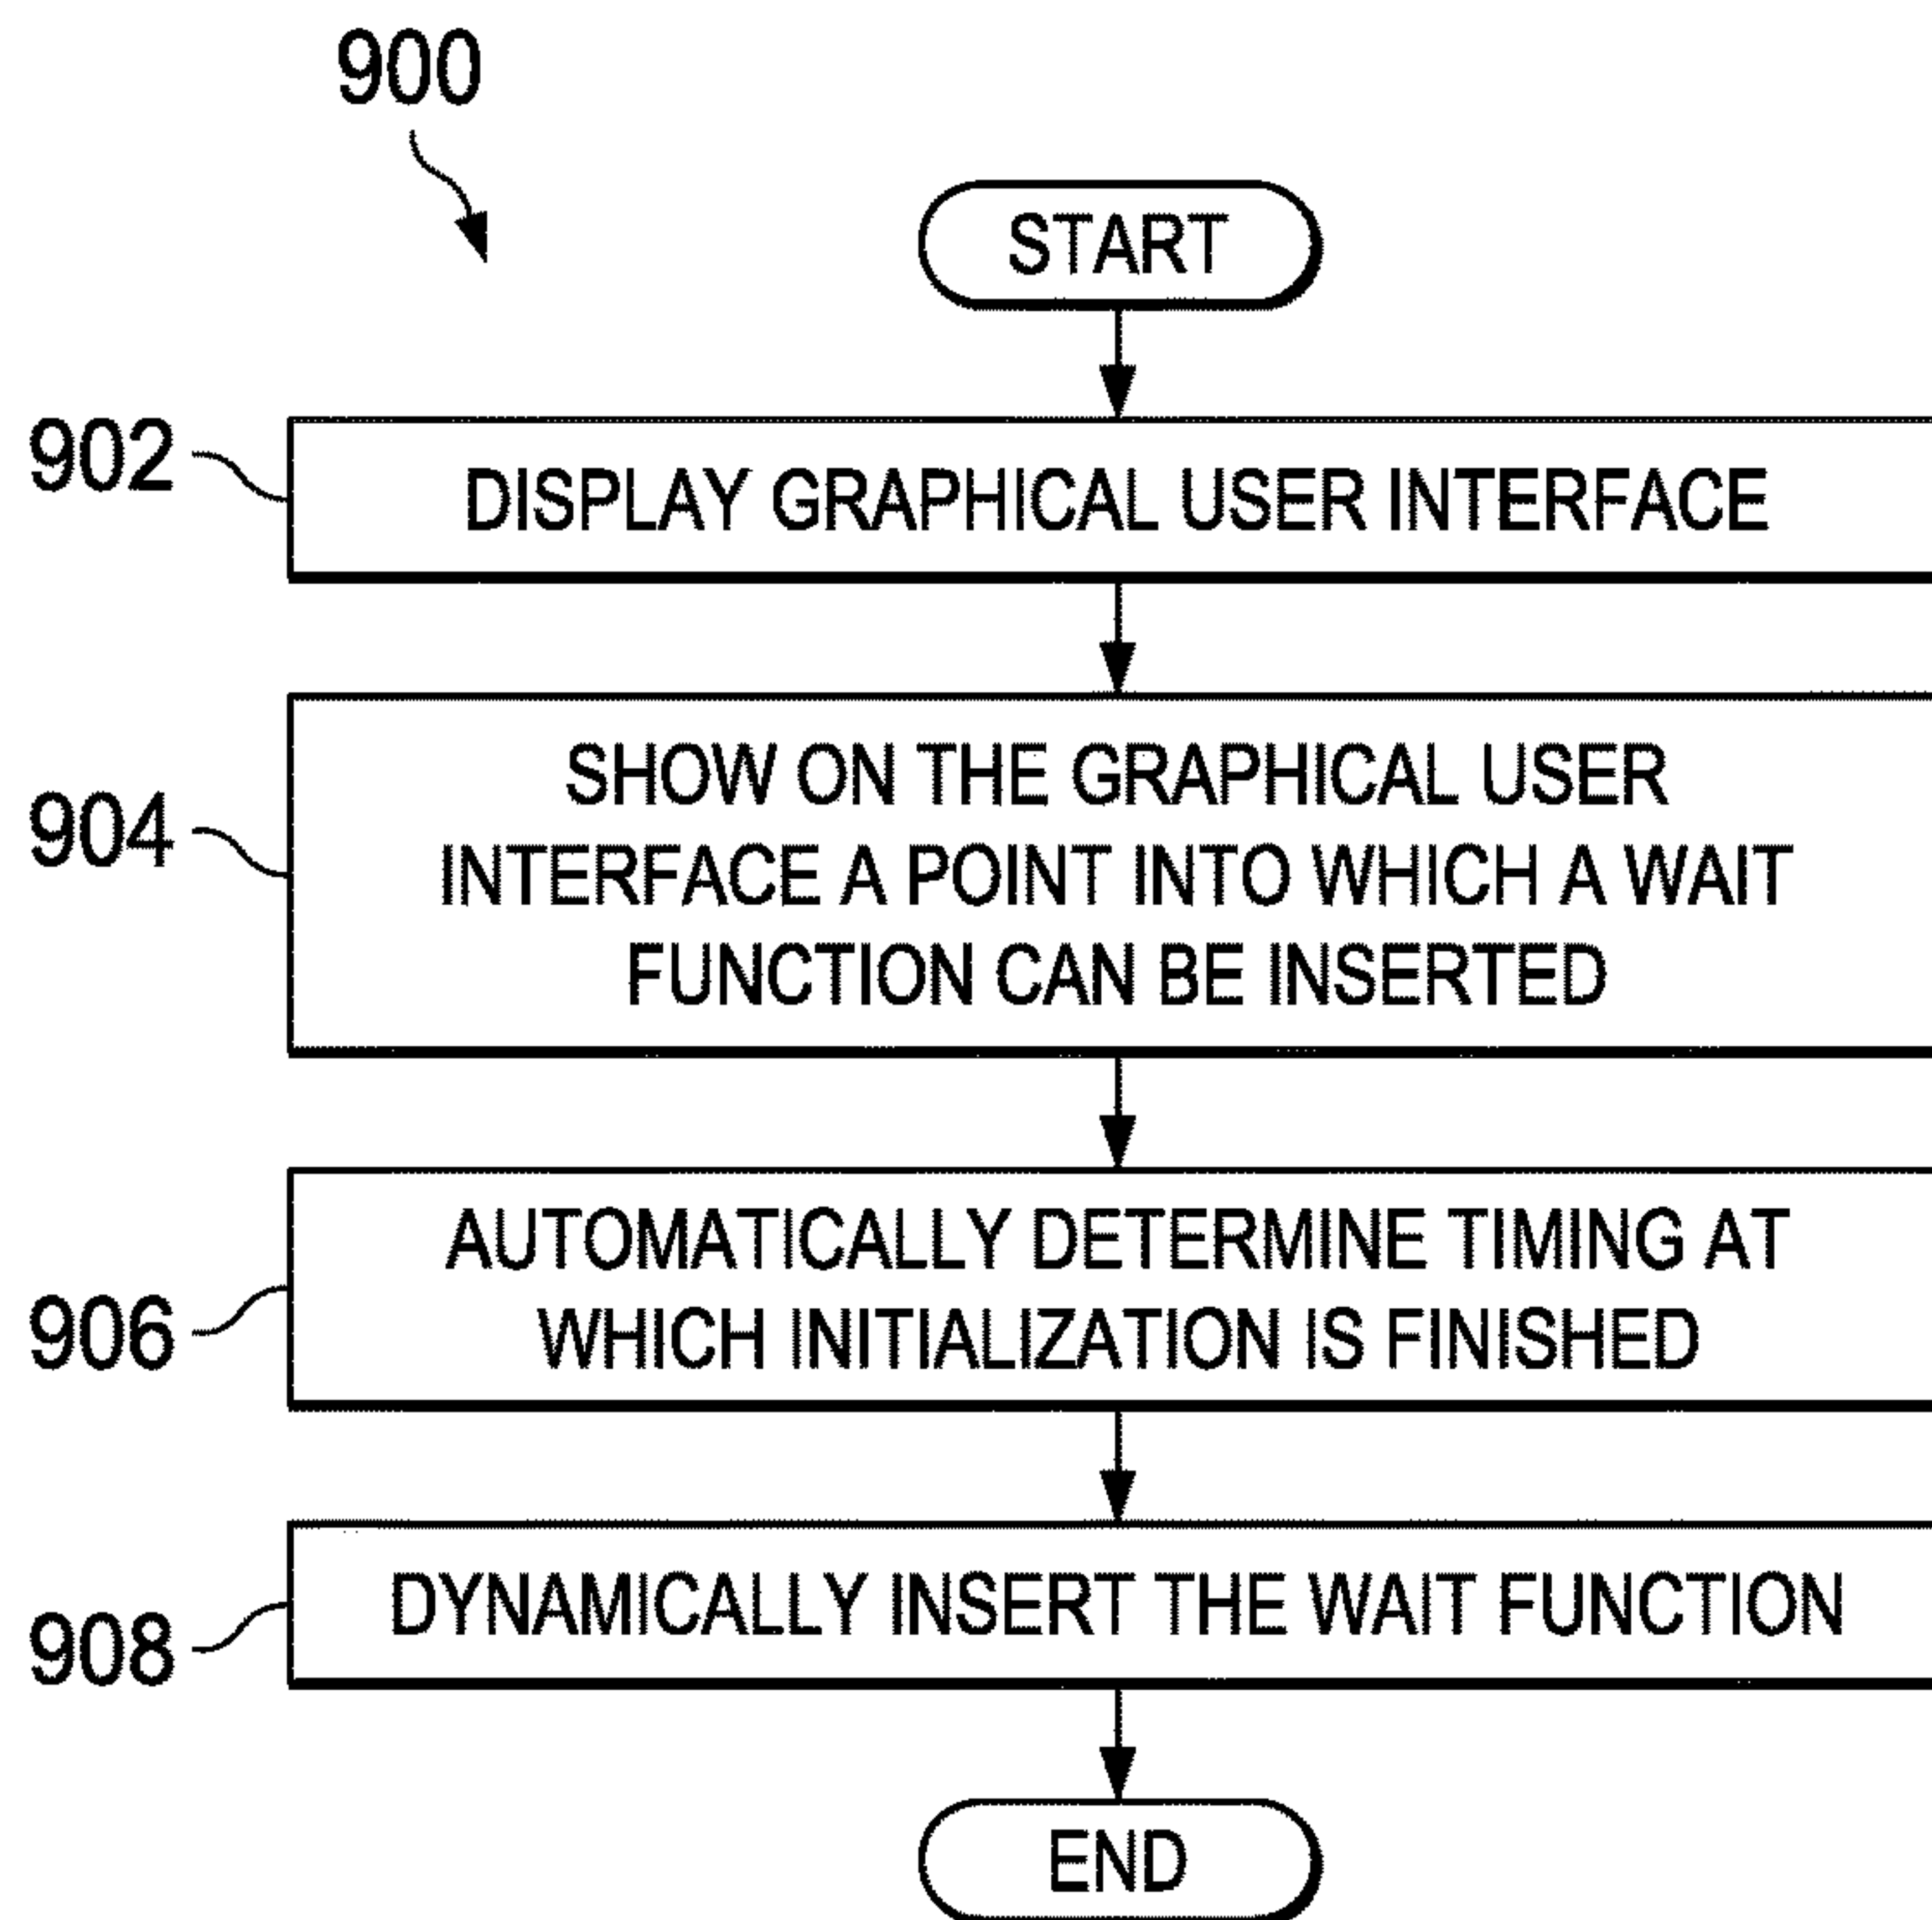 900
START
902
DISPLAY GRAPHICAL USER INTERFACE
904
SHOW ON THE GRAPHICAL USER
INTERFACE A POINT INTO WHICH A WAIT
FUNCTION CAN BE INSERTED
906
AUTOMATICALLY DETERMINE TIMING AT
WHICH INITIALIZATION IS FINISHED
908
DYNAMICALLY INSERT THE WAIT FUNCTION
END